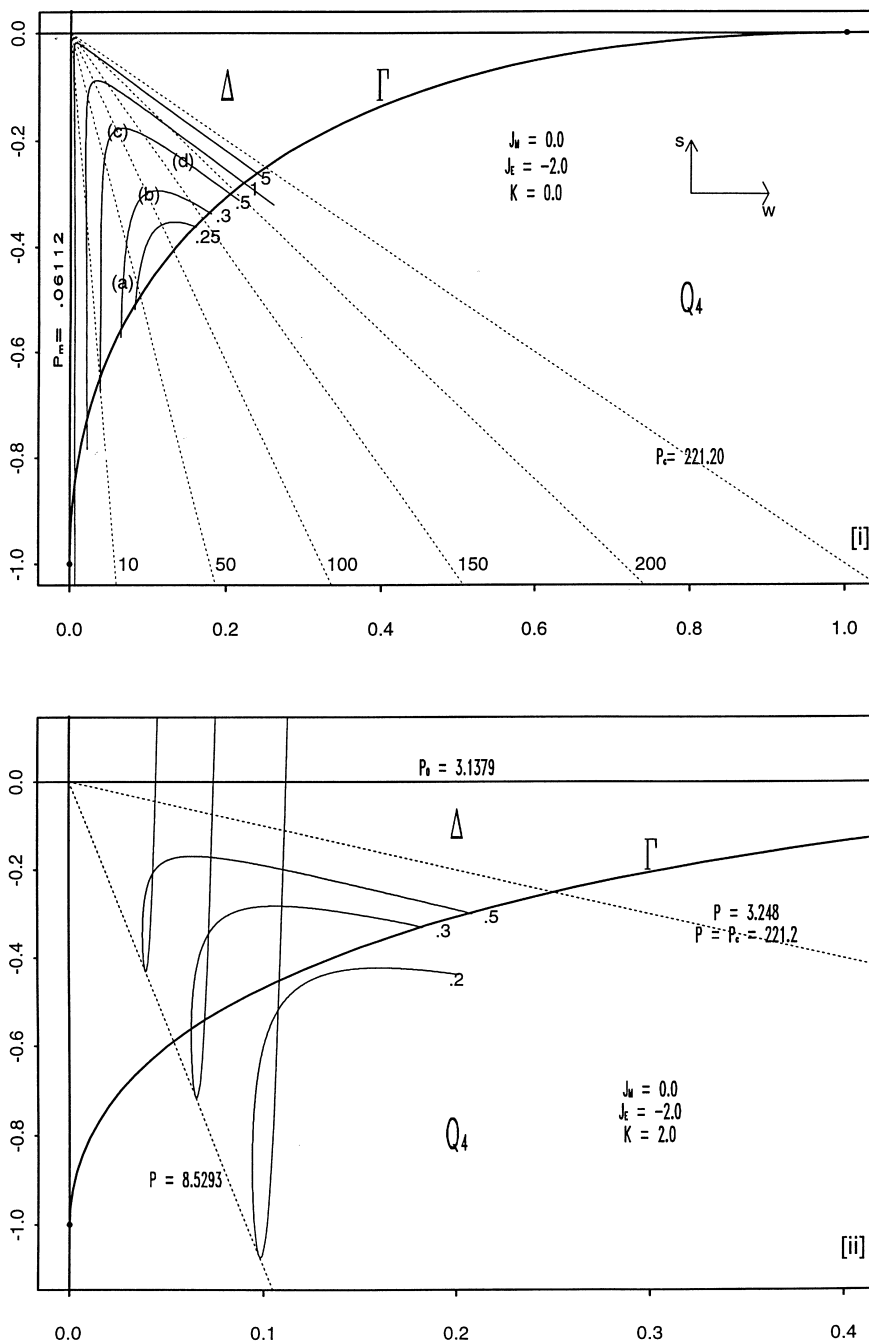 0.0
-0.2
-0.4
-0.6
-0.8
-1.0
Δ
Γ
J_M = 0.0
J_E = -2.0
K = 0.0
s
w
(c)
(d)
(b)
(a)
5
1
.5
.3
.25
P_m = .06112
Q_4
P_c = 221.20
[i]
10
50
100
150
200
0.0
0.2
0.4
0.6
0.8
1.0
0.0
-0.2
-0.4
-0.6
-0.8
-1.0
P_0 = 3.1379
Δ
Γ
P = 3.248
P = P_c = 221.2
.5
.3
.2
J_M = 0.0
J_E = -2.0
K = 2.0
Q_4
P = 8.5293
[ii]
0.0
0.1
0.2
0.3
0.4